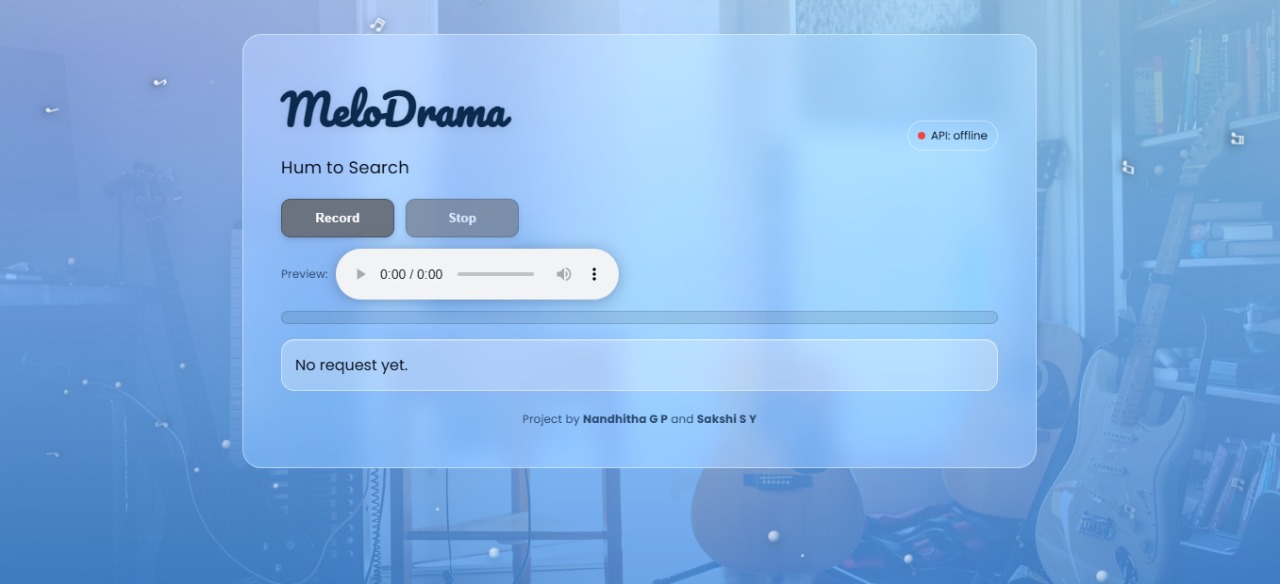 MeloDrama
API: offline
Hum to Search
Record Stop
Preview: 0:00 / 0:00
No request yet.
Project by Nandhitha G P and Sakshi S Y